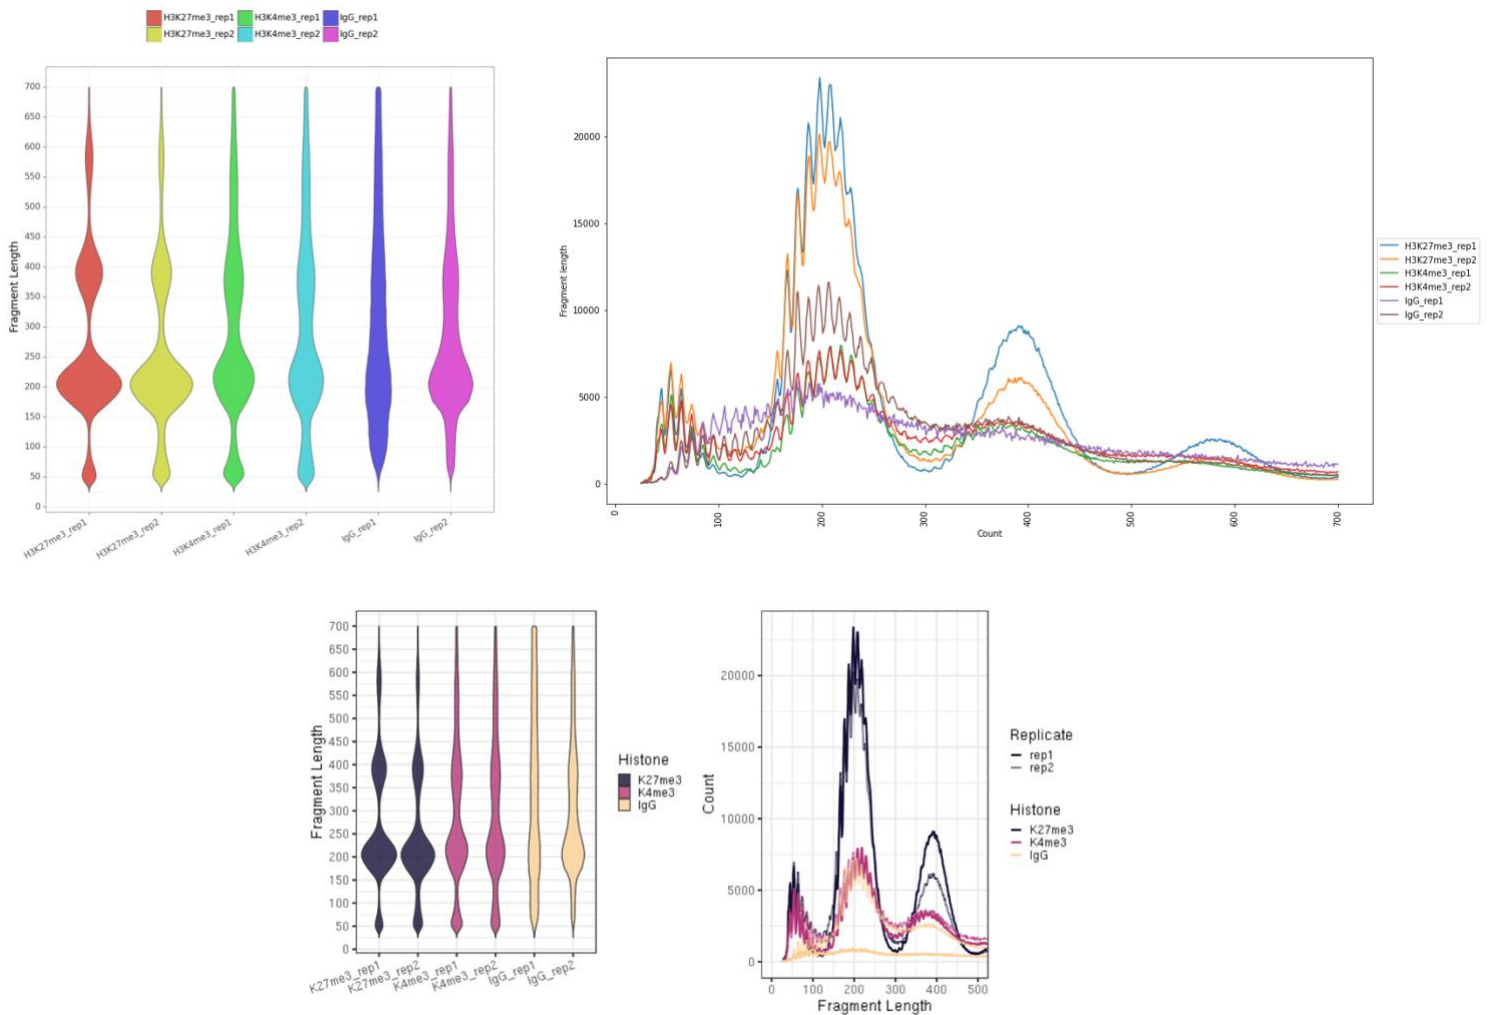 H3K27me3_rep1 H3K4me3_rep1 IgG_rep1
H3K27me3_rep2 H3K4me3_rep2 IgG_rep2
700
650
600
550
500
450
400
350
300
250
200
150
100
50
0
Fragment Length
H3K27me3_rep1 H3K27me3_rep2 H3K4me3_rep1 H3K4me3_rep2 IgG_rep1 IgG_rep2
20000
15000
10000
5000
0
Fragment length
0 100 200 300 400 500 600 700
Count
H3K27me3_rep1
H3K27me3_rep2
H3K4me3_rep1
H3K4me3_rep2
IgG_rep1
IgG_rep2
700
650
600
550
500
450
400
350
300
250
200
150
100
50
0
Fragment Length
K27me3_rep1 K27me3_rep2 K4me3_rep1 K4me3_rep2 IgG_rep1 IgG_rep2
Histone
K27me3
K4me3
IgG
20000
15000
10000
5000
0
Count
0 100 200 300 400 500
Fragment Length
Replicate
rep1
rep2
Histone
K27me3
K4me3
IgG